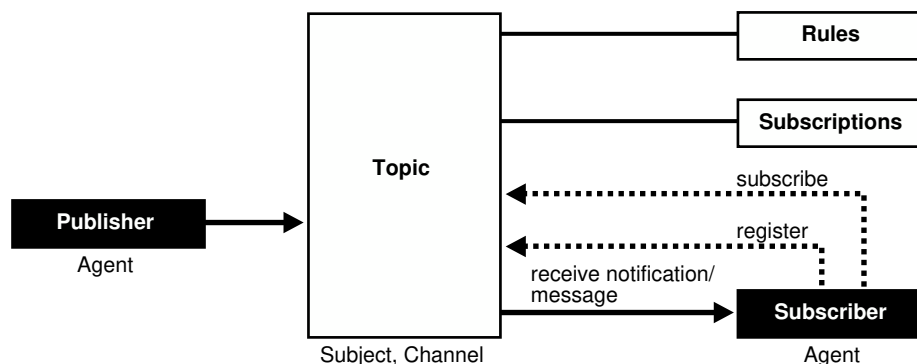 Rules
Subscriptions
Topic
subscribe
Publisher
register
Agent
receive notification/
message
Subscriber
Subject, Channel
Agent